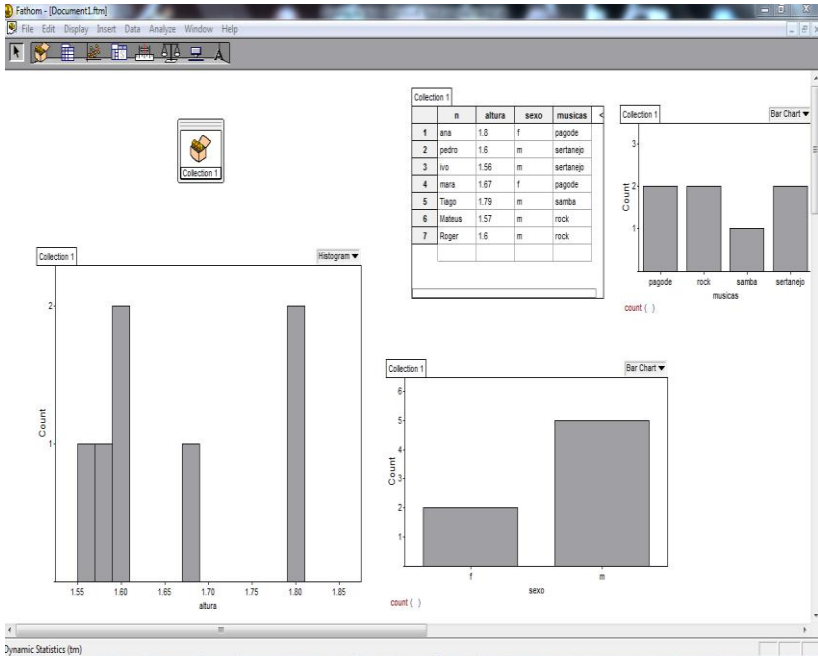 Fathom - [Document1.ftm]
File Edit Display Insert Data Analyze Window Help
Collection 1
Collection 1
n altura sexo musicas <
1 ana 1.8 f pagode
2 pedro 1.6 m sertanejo
3 ivo 1.56 m sertanejo
4 mara 1.67 f pagode
5 Tiago 1.79 m samba
6 Mateus 1.57 m rock
7 Roger 1.6 m rock
Collection 1 Bar Chart
3
2
1
Count
pagode rock samba sertanejo
musicas
count ( )
Collection 1 Histogram
2
1
Count
1.55 1.60 1.65 1.70 1.75 1.80 1.85
altura
Collection 1 Bar Chart
6
5
4
3
2
1
Count
f m
sexo
count ( )
Dynamic Statistics (tm)